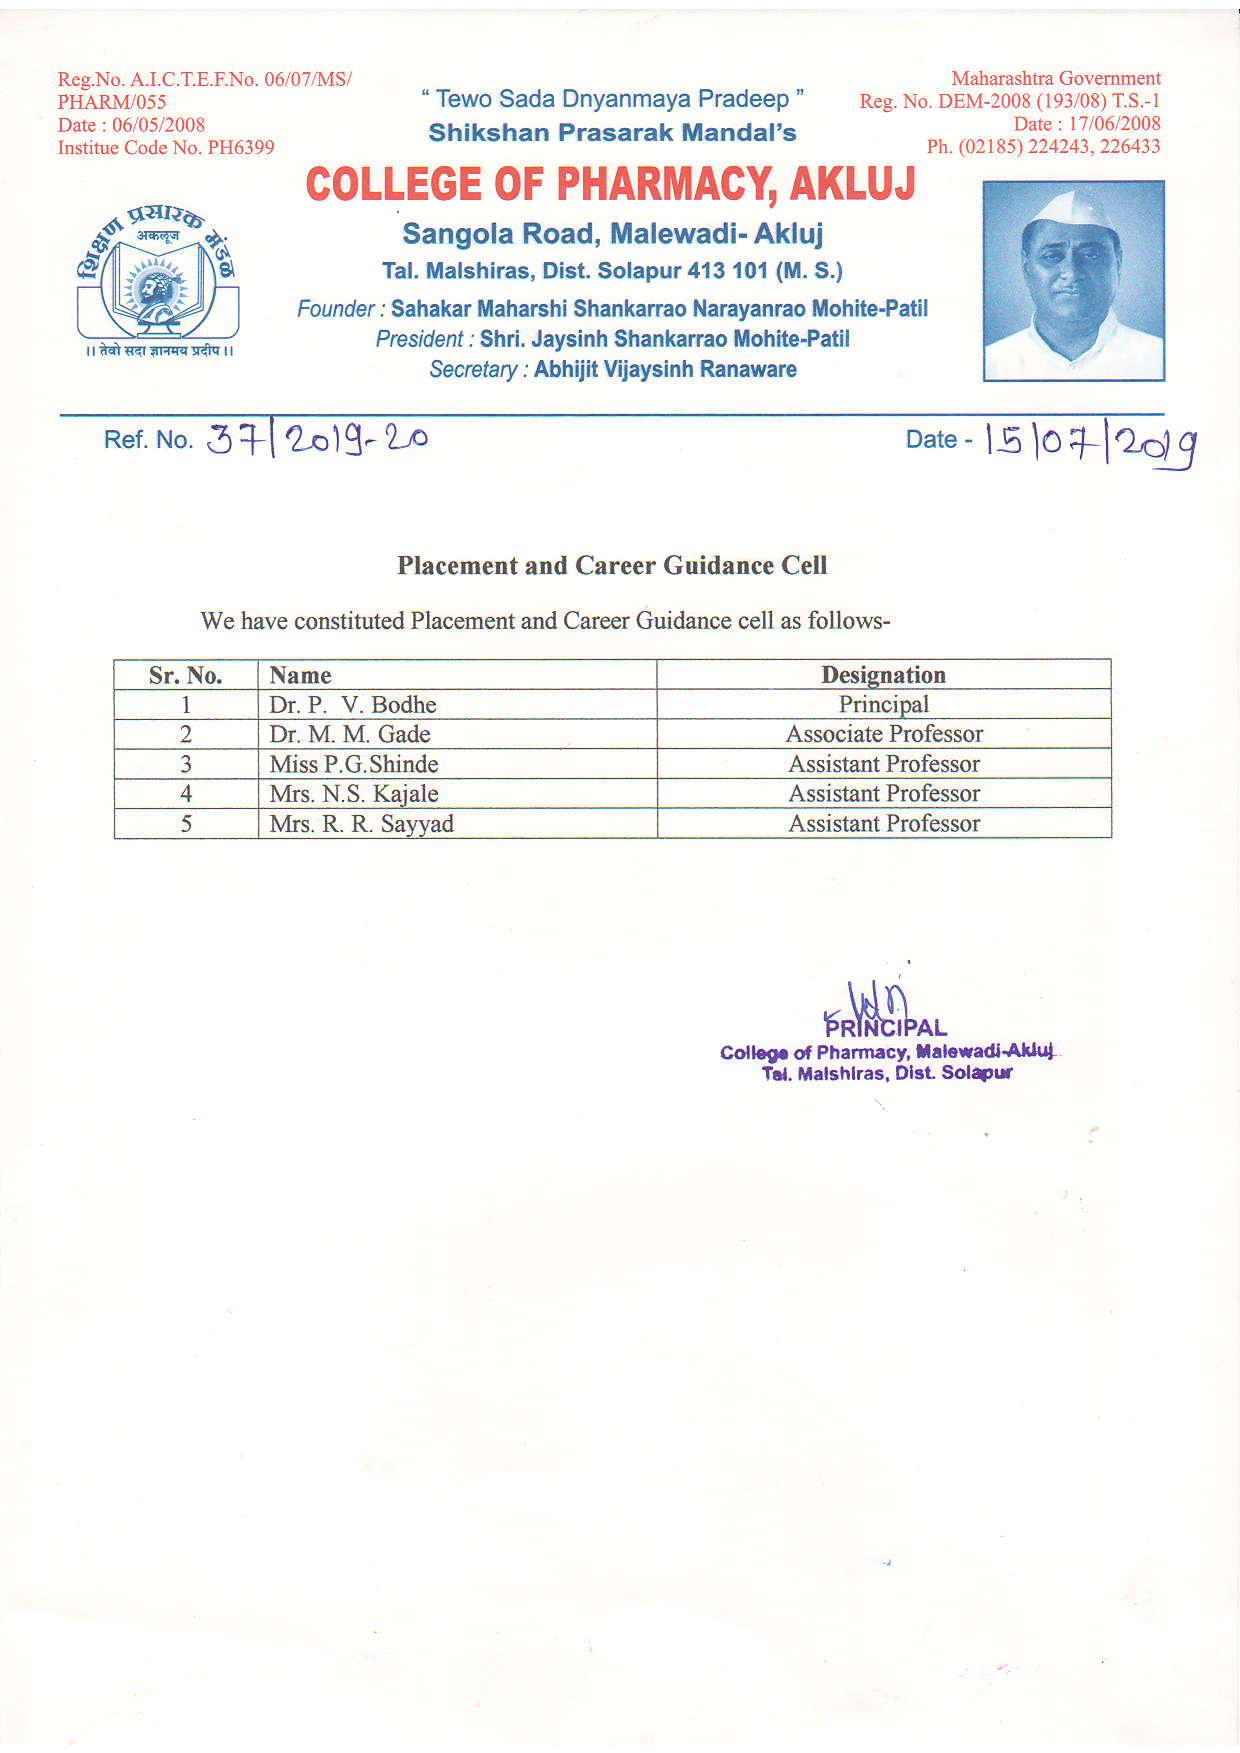 Reg.No. A.I.C.T.E.F.No. 06/07/MS/
PHARM/055
Date : 06/05/2008
Institue Code No. PH6399
Maharashtra Government
Reg. No. DEM-2008 (193/08) T.S.-1
Date : 17/06/2008
Ph. (02185) 224243, 226433
“ Tewo Sada Dnyanmaya Pradeep ”
Shikshan Prasarak Mandal’s
COLLEGE OF PHARMACY, AKLUJ
Sangola Road, Malewadi- Akluj
Tal. Malshiras, Dist. Solapur 413 101 (M. S.)
Founder : Sahakar Maharshi Shankarrao Narayanrao Mohite-Patil
President : Shri. Jaysinh Shankarrao Mohite-Patil
Secretary : Abhijit Vijaysinh Ranaware
शिक्षण प्रसारक मंडळ
अकलूज
।। तेवो सदा ज्ञानमय प्रदीप ।।
Ref. No. 37/2019-20
Date - 15/07/2019
Placement and Career Guidance Cell
We have constituted Placement and Career Guidance cell as follows-
Sr. No. Name Designation
1 Dr. P. V. Bodhe Principal
2 Dr. M. M. Gade Associate Professor
3 Miss P.G.Shinde Assistant Professor
4 Mrs. N.S. Kajale Assistant Professor
5 Mrs. R. R. Sayyad Assistant Professor
PRINCIPAL
College of Pharmacy, Malewadi-Akluj
Tal. Malshiras, Dist. Solapur